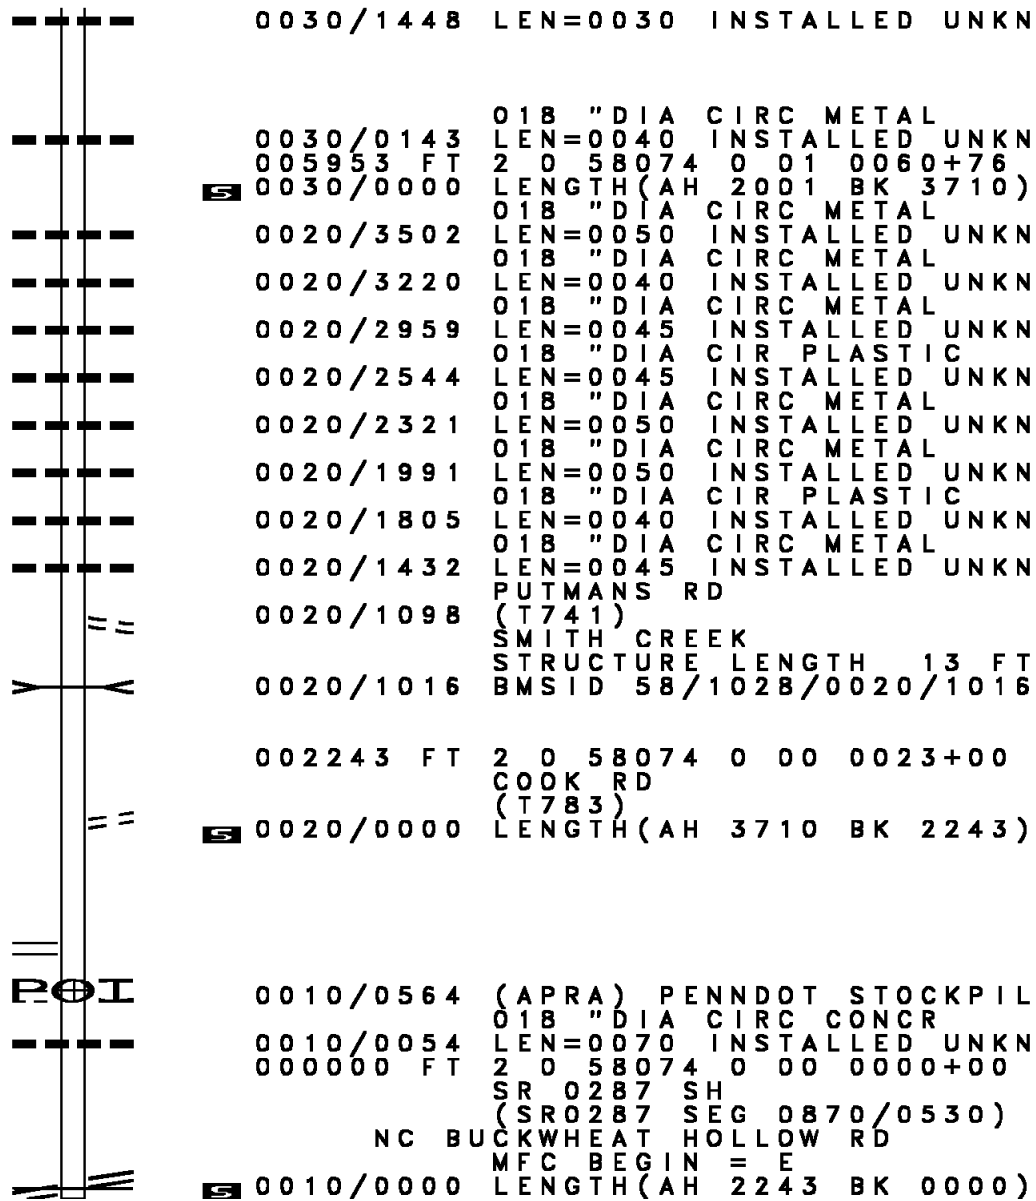 0030/1448 LEN=0030 INSTALLED UNKN
018 "DIA CIRC METAL
0030/0143 LEN=0040 INSTALLED UNKN
005953 FT 2 0 58074 0 01 0060+76
S 0030/0000 LENGTH(AH 2001 BK 3710)
018 "DIA CIRC METAL
0020/3502 LEN=0050 INSTALLED UNKN
018 "DIA CIRC METAL
0020/3220 LEN=0040 INSTALLED UNKN
018 "DIA CIRC METAL
0020/2959 LEN=0045 INSTALLED UNKN
018 "DIA CIR PLASTIC
0020/2544 LEN=0045 INSTALLED UNKN
018 "DIA CIRC METAL
0020/2321 LEN=0050 INSTALLED UNKN
018 "DIA CIRC METAL
0020/1991 LEN=0050 INSTALLED UNKN
018 "DIA CIR PLASTIC
0020/1805 LEN=0040 INSTALLED UNKN
018 "DIA CIRC METAL
0020/1432 LEN=0045 INSTALLED UNKN
PUTMANS RD
0020/1098 (T741)
SMITH CREEK
STRUCTURE LENGTH 13 FT
0020/1016 BMSID 58/1028/0020/1016
002243 FT 2 0 58074 0 00 0023+00
COOK RD
(T783)
S 0020/0000 LENGTH(AH 3710 BK 2243)
POI 0010/0564 (APRA) PENNDOT STOCKPIL
018 "DIA CIRC CONCR
0010/0054 LEN=0070 INSTALLED UNKN
000000 FT 2 0 58074 0 00 0000+00
SR 0287 SH
(SR0287 SEG 0870/0530)
NC BUCKWHEAT HOLLOW RD
MFC BEGIN = E
S 0010/0000 LENGTH(AH 2243 BK 0000)